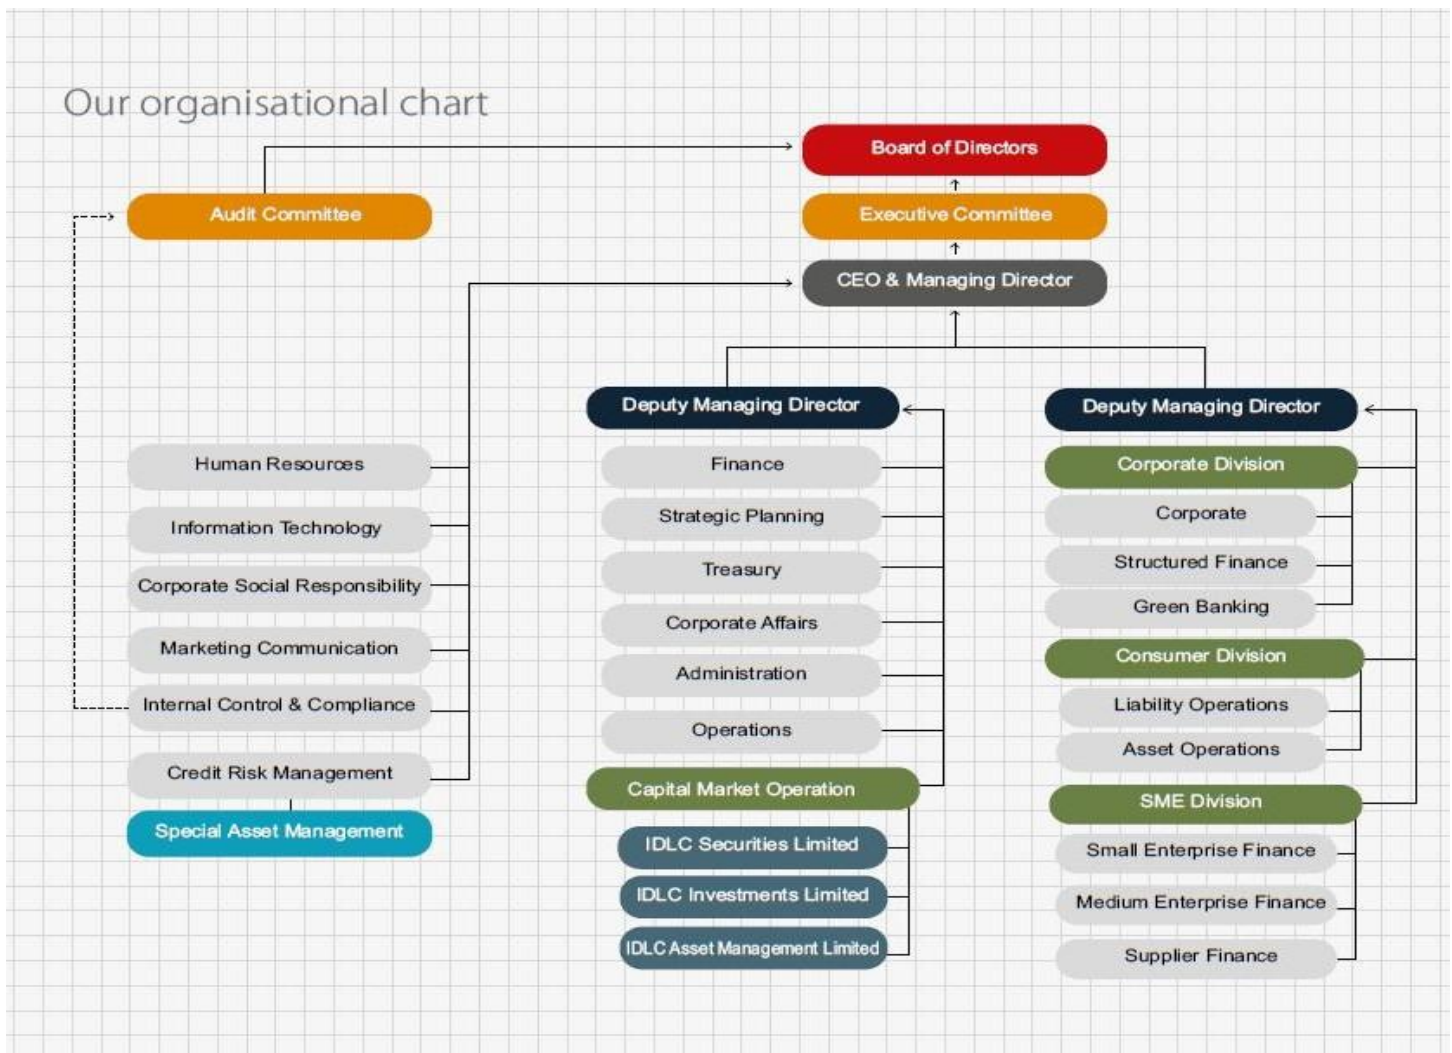 Our organisational chart
Board of Directors
Audit Committee
Executive Committee
CEO & Managing Director
Deputy Managing Director
Deputy Managing Director
Human Resources
Information Technology
Corporate Social Responsibility
Marketing Communication
Internal Control & Compliance
Credit Risk Management
Special Asset Management
Finance
Strategic Planning
Treasury
Corporate Affairs
Administration
Operations
Capital Market Operation
IDLC Securities Limited
IDLC Investments Limited
IDLC Asset Management Limited
Corporate Division
Corporate
Structured Finance
Green Banking
Consumer Division
Liability Operations
Asset Operations
SME Division
Small Enterprise Finance
Medium Enterprise Finance
Supplier Finance